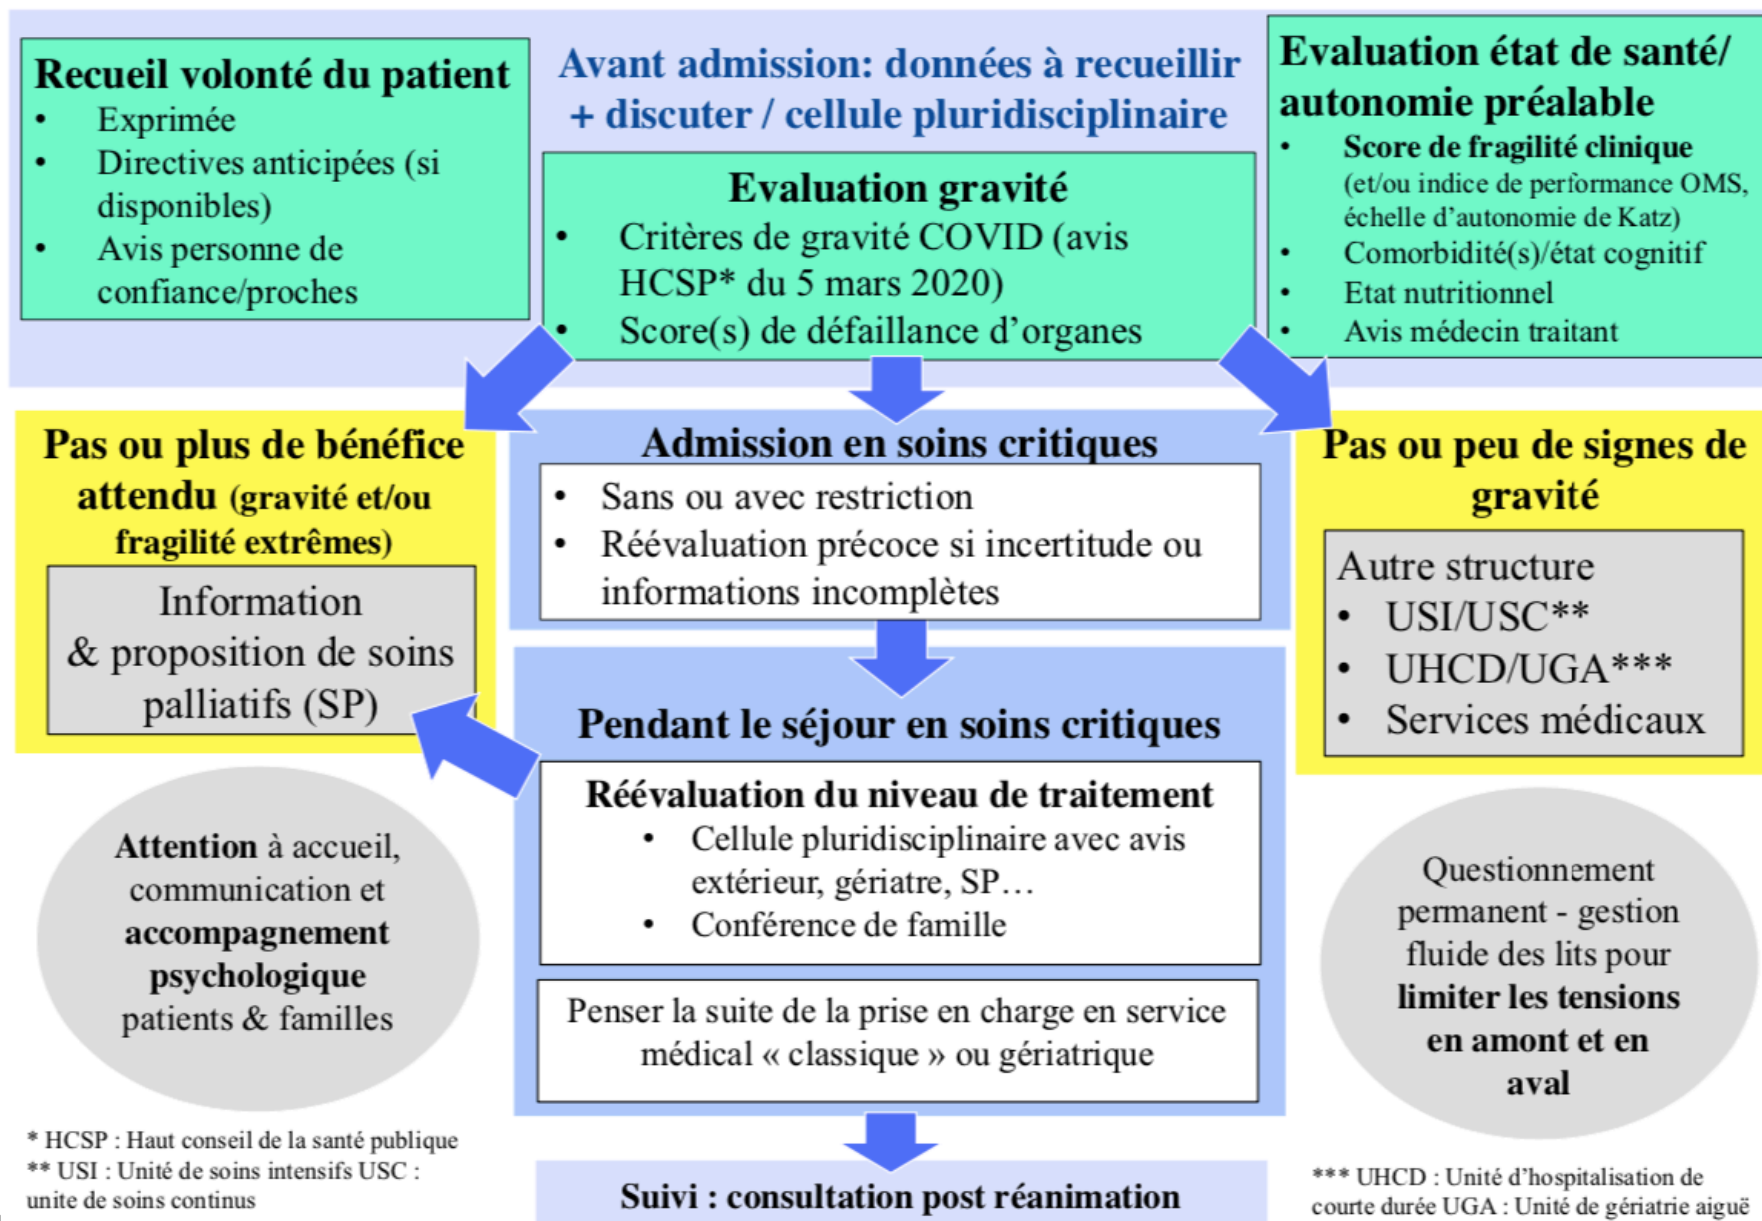 Recueil volonté du patient
• Exprimée
• Directives anticipées (si
disponibles)
• Avis personne de
confiance/proches
Avant admission: données à recueillir
+ discuter / cellule pluridisciplinaire
Evaluation gravité
• Critères de gravité COVID (avis
HCSP* du 5 mars 2020)
• Score(s) de défaillance d'organes
Evaluation état de santé/
autonomie préalable
• Score de fragilité clinique
(et/ou indice de performance OMS,
échelle d'autonomie de Katz)
• Comorbidité(s)/état cognitif
• Etat nutritionnel
• Avis médecin traitant
Pas ou plus de bénéfice
attendu (gravité et/ou
fragilité extrêmes)
Information
& proposition de soins
palliatifs (SP)
Admission en soins critiques
• Sans ou avec restriction
• Réévaluation précoce si incertitude ou
informations incomplètes
Pas ou peu de signes de
gravité
Autre structure
• USI/USC**
• UHCD/UGA***
• Services médicaux
Pendant le séjour en soins critiques
Réévaluation du niveau de traitement
• Cellule pluridisciplinaire avec avis
extérieur, gériatre, SP…
• Conférence de famille
Penser la suite de la prise en charge en service
médical « classique » ou gériatrique
Attention à accueil,
communication et
accompagnement
psychologique
patients & familles
Questionnement
permanent - gestion
fluide des lits pour
limiter les tensions
en amont et en
aval
Suivi : consultation post réanimation
* HCSP : Haut conseil de la santé publique
** USI : Unité de soins intensifs USC :
unite de soins continus
*** UHCD : Unité d'hospitalisation de
courte durée UGA : Unité de gériatrie aiguë